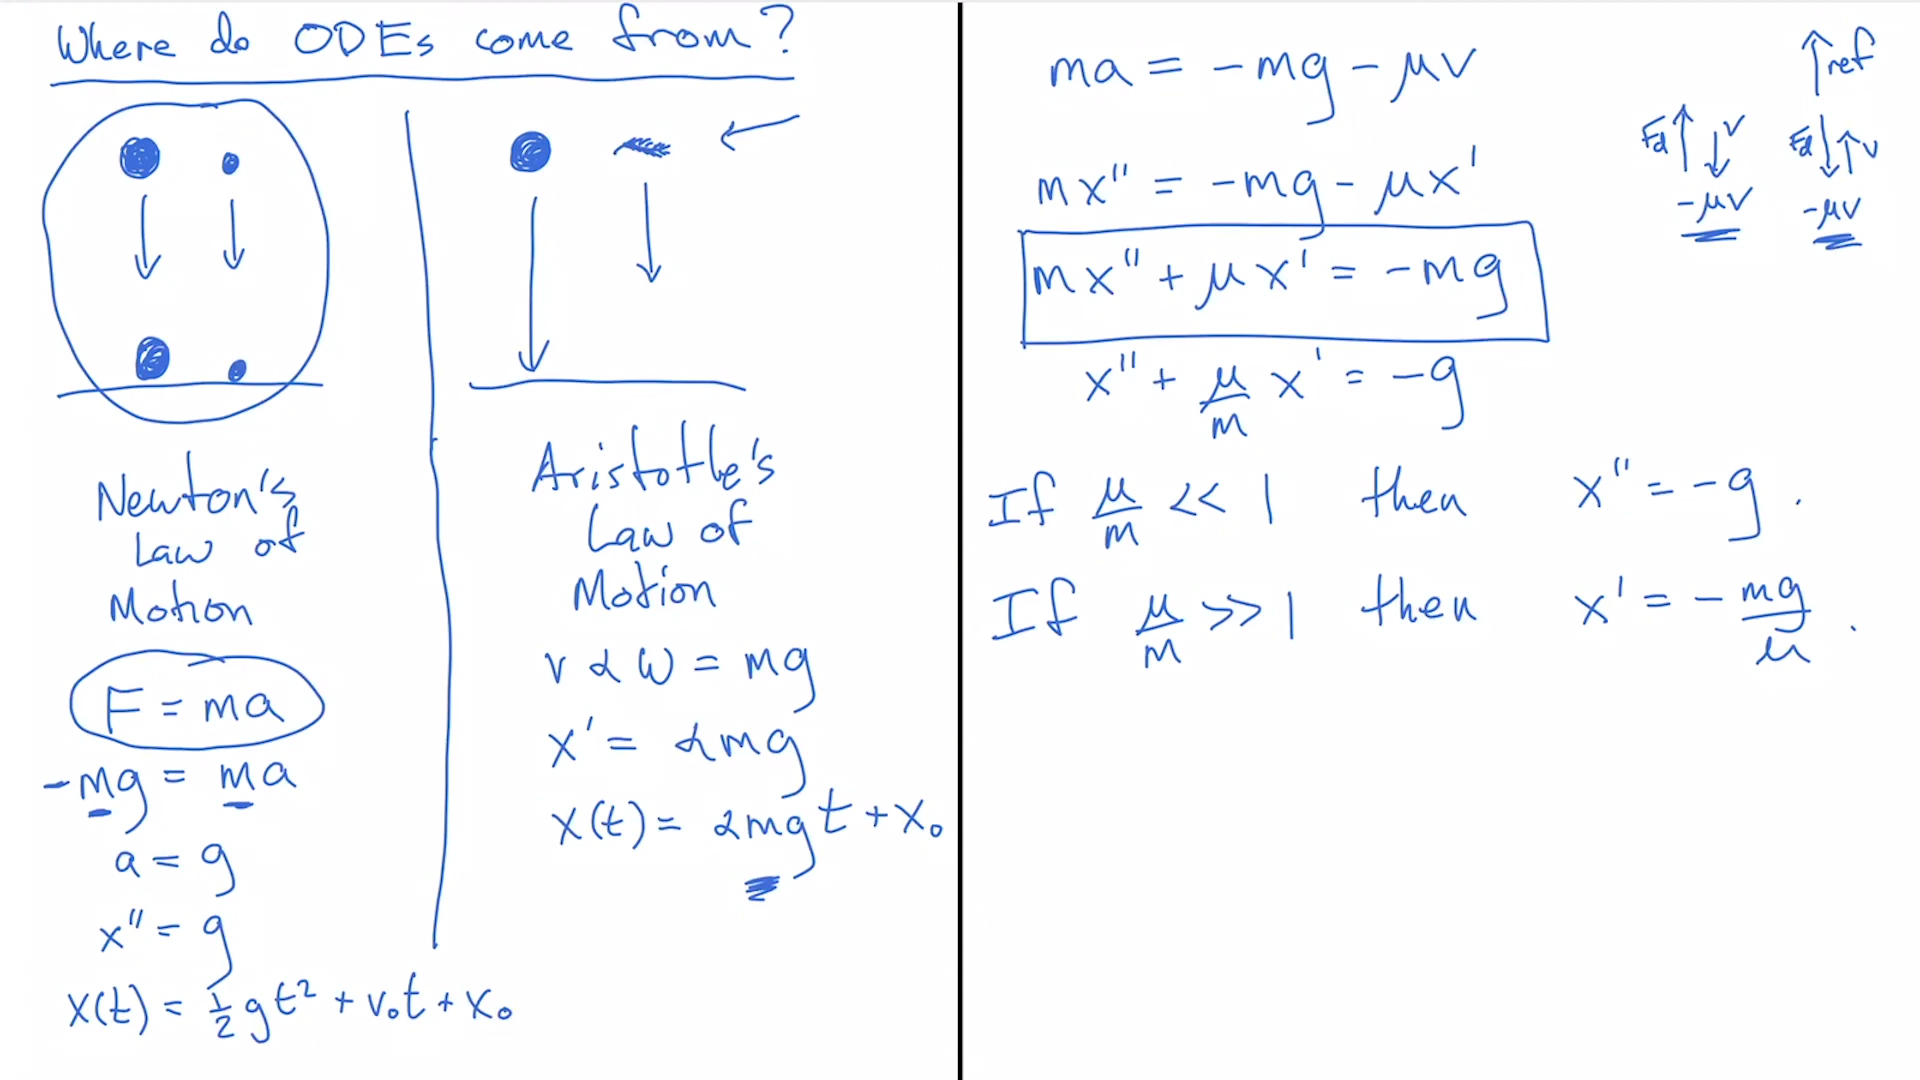 Where do ODEs come from?
Newton's
Law of
Motion
F = ma
-mg = ma
a = g
x'' = g
x(t) = 1/2 g t² + v₀t + x₀
Aristotle's
Law of
Motion
v α W = mg
x' = αmg
x(t) = αmgt + x₀
ma = -mg - μv
mx'' = -mg - μx'
mx'' + μx' = -mg
x'' + μ/m x' = -g
If μ/m << 1 then x'' = -g.
If μ/m >> 1 then x' = -mg/μ.
↑ref
Fd↑ ↓v Fd↓ ↑v
-μv -μv